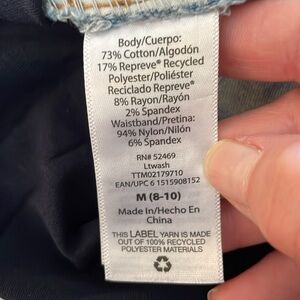 Body/Cuerpo:
73% Cotton/Algodón
17% Repreve® Recycled
Polyester/Poliéster
Reciclado Repreve®
8% Rayon/Rayón
2% Spandex
Waistband/Pretina:
94% Nylon/Nilón
6% Spandex
RN# 52469
Ltwash
TTM02179710
EAN/UPC 6 1515908152
M (8-10)
Made In/Hecho En
China
THIS LABEL YARN IS MADE
OUT OF 100% RECYCLED
POLYESTER MATERIALS